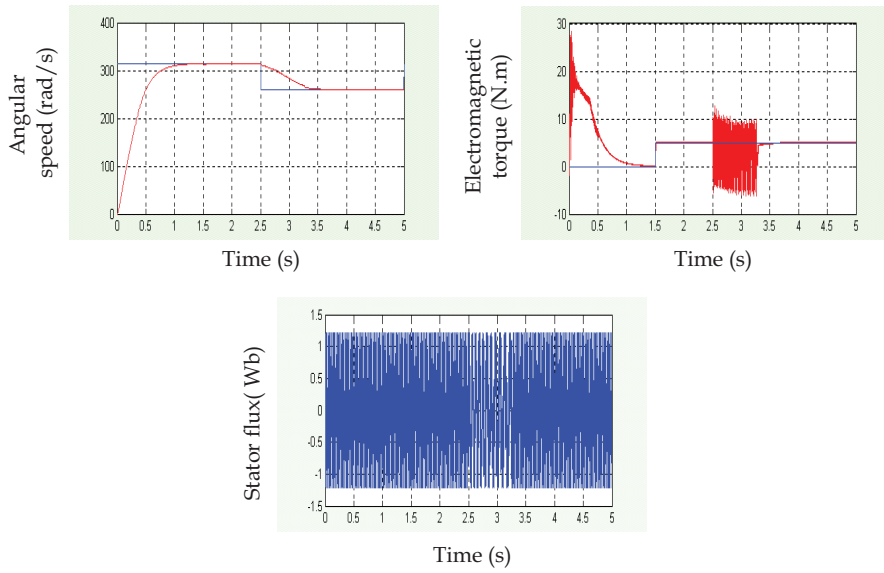 Angular
speed (rad/s)
400
300
200
100
0
0 0.5 1 1.5 2 2.5 3 3.5 4 4.5 5
Time (s)
Electromagnetic
torque (N.m)
30
20
10
0
-10
0 0.5 1 1.5 2 2.5 3 3.5 4 4.5 5
Time (s)
Stator flux( Wb)
1.5
1
0.5
0
-0.5
-1
-1.5
0 0.5 1 1.5 2 2.5 3 3.5 4 4.5 5
Time (s)